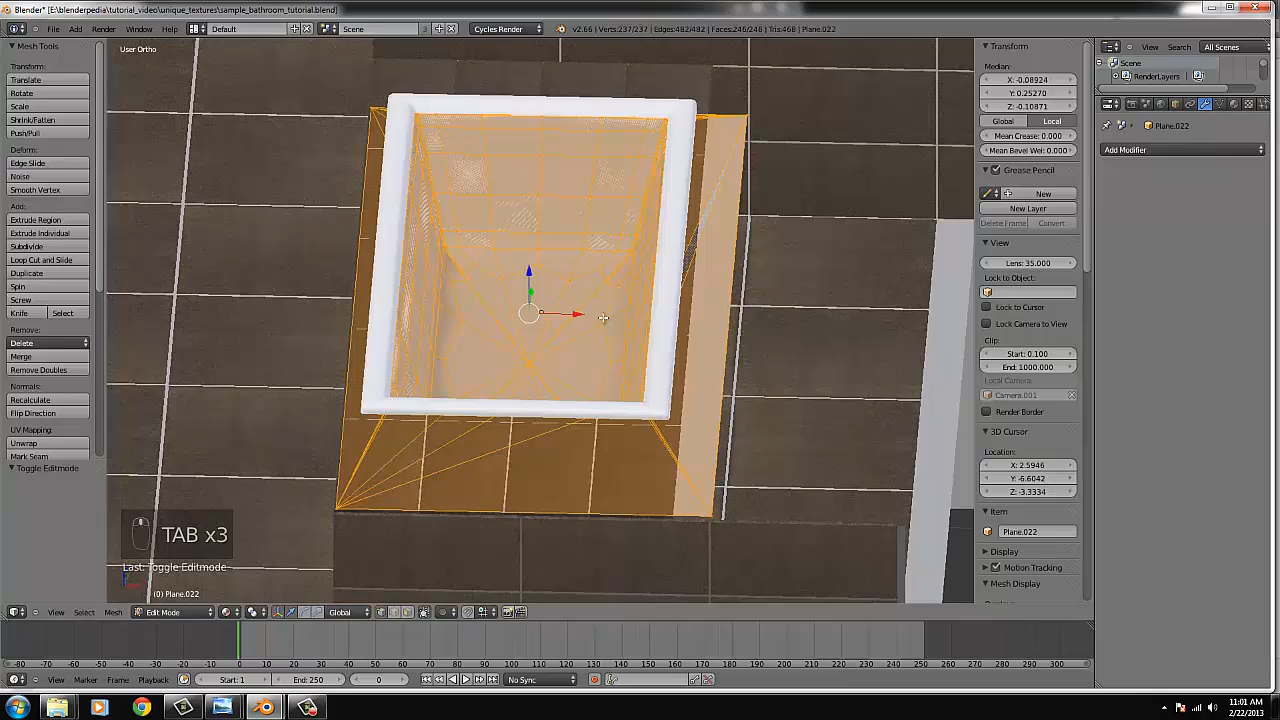 Blender* [E:\blenderpedia\tutorial_video\unique_textures\sample_bathroom_tutorial.blend]
File Add Render Window Help Default Scene 3 Cycles Render v2.66 | Verts:237/237 | Edges:482/482 | Faces:246/246 | Tris:468 | Plane.022 View Search All Scenes
Mesh Tools
Transform:
Translate
Rotate
Scale
Shrink/Fatten
Push/Pull
Deform:
Edge Slide
Noise
Smooth Vertex
Add:
Extrude Region
Extrude Individual
Subdivide
Loop Cut and Slide
Duplicate
Spin
Screw
Knife Select
Remove:
Delete
Merge
Remove Doubles
Normals:
Recalculate
Flip Direction
UV Mapping:
Unwrap
Mark Seam
Toggle Editmode
User Ortho
TAB x3
Last: Toggle Editmode
(0) Plane.022
Transform
Median:
X: -0.08924
Y: 0.25270
Z: -0.10871
Global Local
Mean Crease: 0.000
Mean Bevel Wei: 0.000
Grease Pencil
New
New Layer
Delete Frame Convert
View
Lens: 35.000
Lock to Object:
Lock to Cursor
Lock Camera to View
Clip:
Start: 0.100
End: 1000.000
Local Camera:
Camera.001
Render Border
3D Cursor
Location:
X: 2.5946
Y: -6.6042
Z: -3.3334
Item
Plane.022
Display
Motion Tracking
Mesh Display
Scene
RenderLayers
Plane.022
Add Modifier
View Select Mesh Edit Mode Global
-80 -70 -60 -50 -40 -30 -20 -10 0 10 20 30 40 50 60 70 80 90 100 110 120 130 140 150 160 170 180 190 200 210 220 230 240 250 260 270 280 290 300
View Marker Frame Playback Start: 1 End: 250 0 No Sync
11:01 AM
2/22/2013